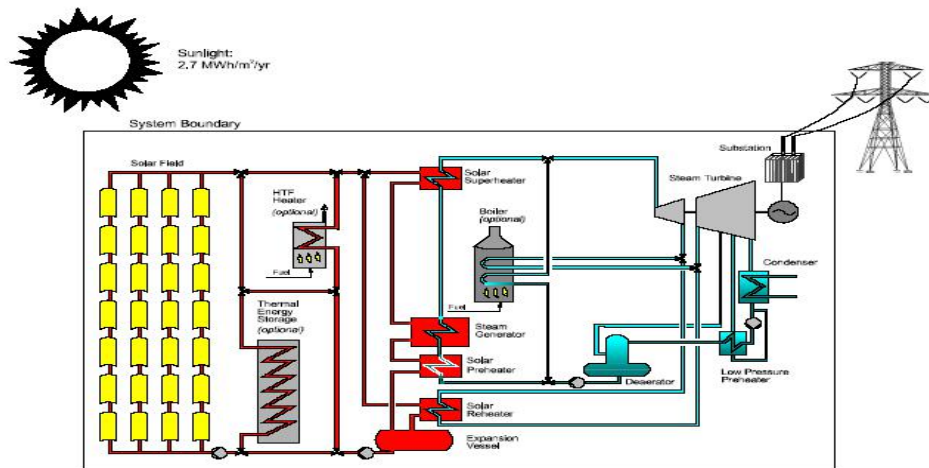 Sunlight:
2,7 MWh/m²/yr
System Boundary
Substation
Solar Field
HTF
Heater
(optional)
Fuel
Solar
Superheater
Boiler
(optional)
Fuel
Steam Turbine
Condenser
Thermal
Energy
Storage
(optional)
Steam
Generator
Solar
Preheater
Deaerator
Low Pressure
Preheater
Solar
Reheater
Expansion
Vessel